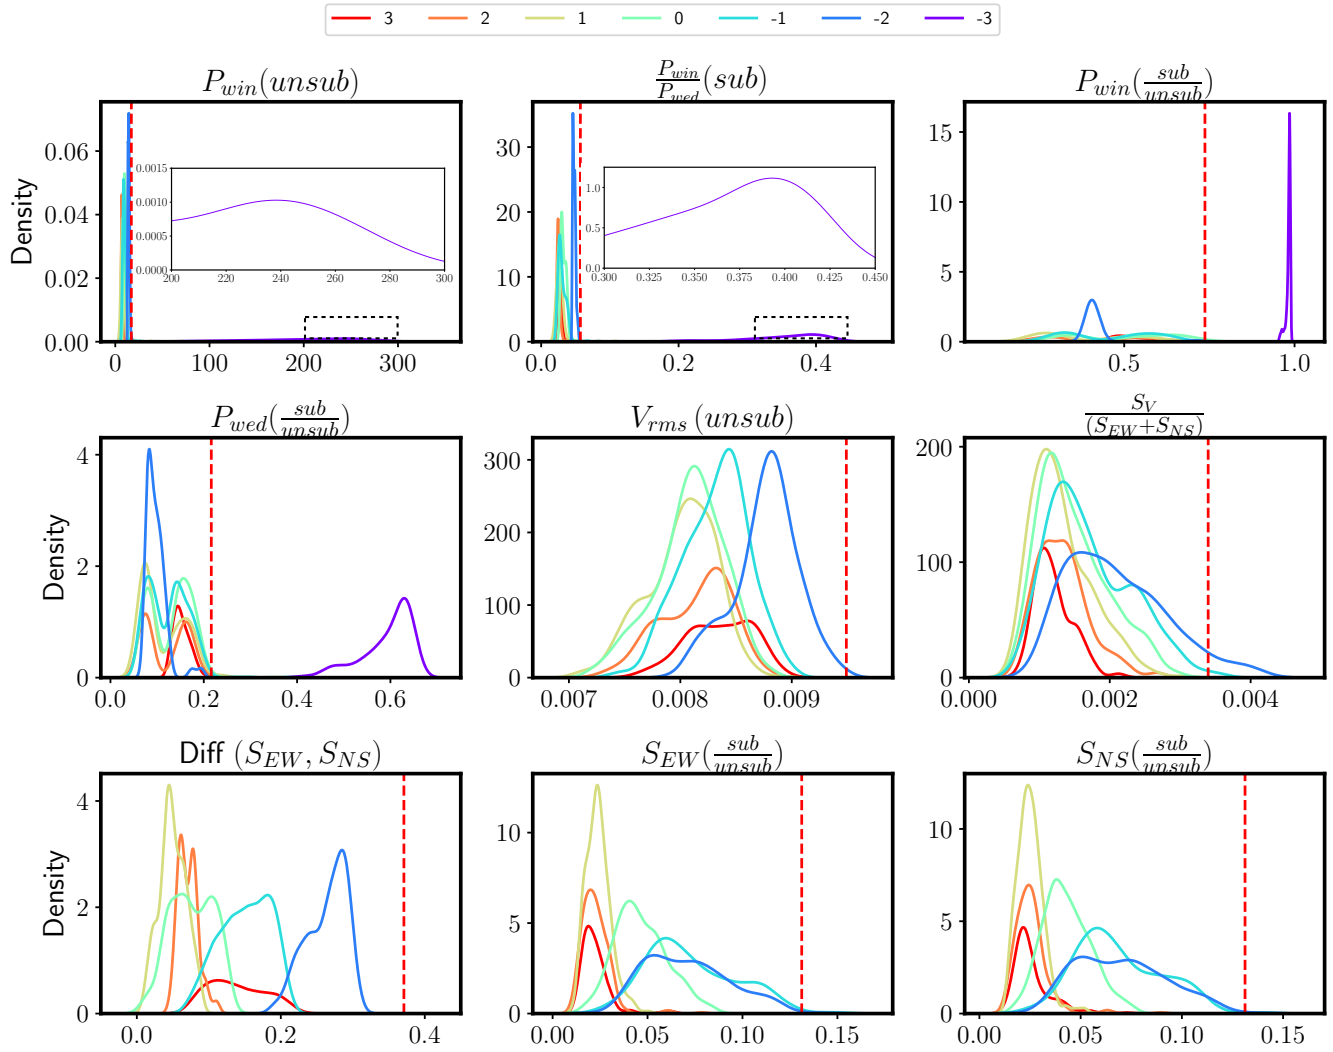 3 2 1 0 -1 -2 -3
P_win(unsub) P_win/P_wed(sub) P_win(sub/unsub)
Density
0.06
0.04
0.02
0.00
0 100 200 300
0.0015
0.0010
0.0005
0.0000
200 220 240 260 280 300
30
20
10
0
0.0 0.2 0.4
1.0
0.5
0.0
0.300 0.325 0.350 0.375 0.400 0.425 0.450
15
10
5
0
0.5 1.0
P_wed(sub/unsub) V_rms (unsub) S_V/(S_EW+S_NS)
Density
4
2
0
0.0 0.2 0.4 0.6
300
200
100
0
0.007 0.008 0.009
200
100
0
0.000 0.002 0.004
Diff (S_EW, S_NS) S_EW(sub/unsub) S_NS(sub/unsub)
Density
4
2
0
0.0 0.2 0.4
10
5
0
0.00 0.05 0.10 0.15
10
5
0
0.00 0.05 0.10 0.15